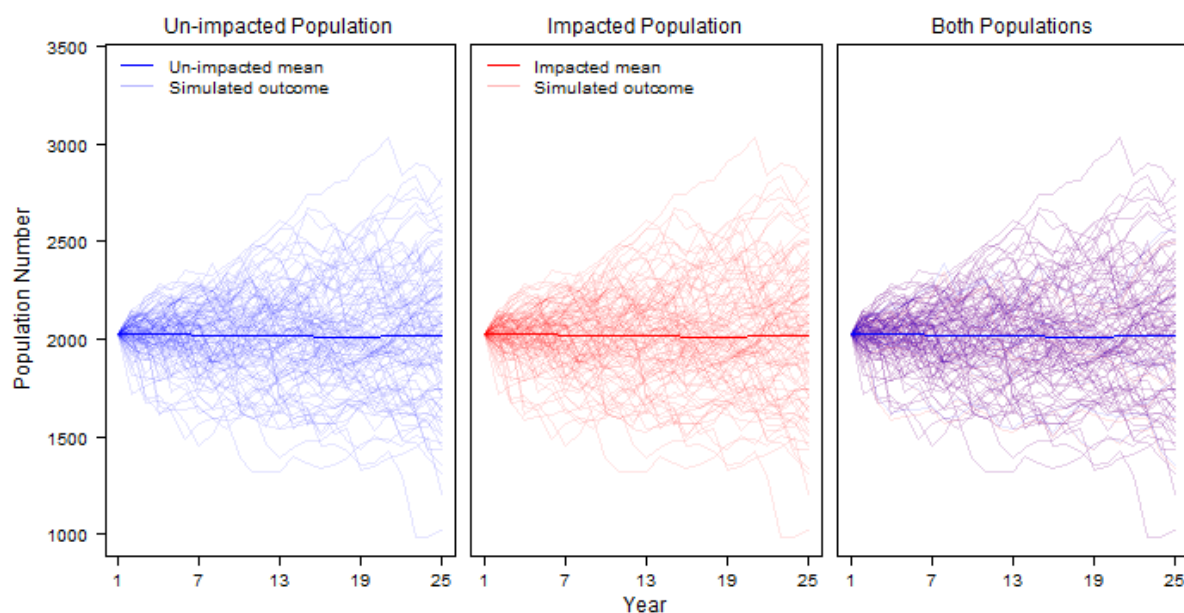 Un-impacted Population
Impacted Population
Both Populations
Un-impacted mean
Simulated outcome
Impacted mean
Simulated outcome
Population Number
3500
3000
2500
2000
1500
1000
1 7 13 19 25
1 7 13 19 25
1 7 13 19 25
Year